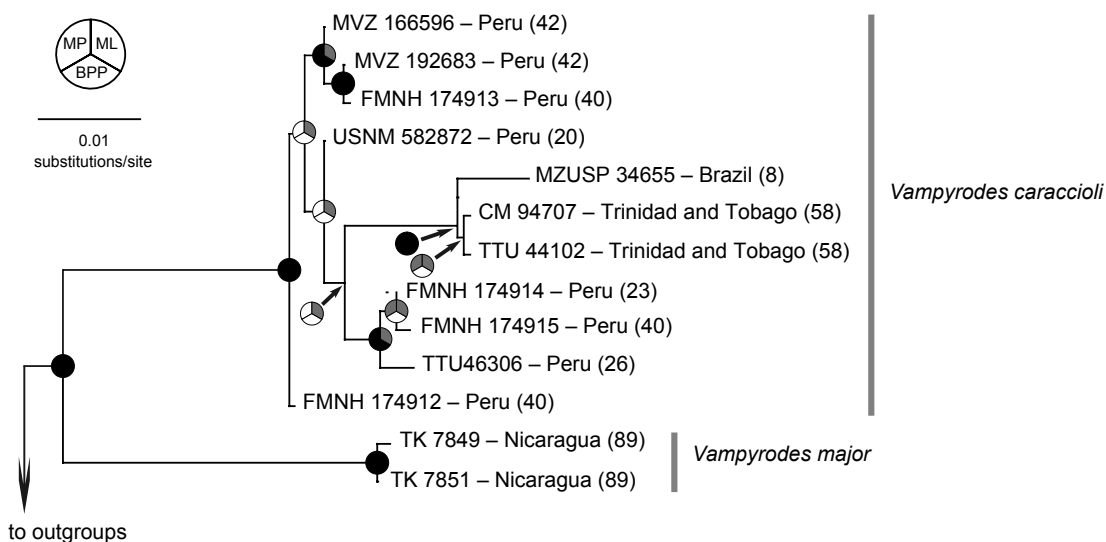 MP ML
BPP
0.01
substitutions/site
MVZ 166596 – Peru (42)
MVZ 192683 – Peru (42)
FMNH 174913 – Peru (40)
USNM 582872 – Peru (20)
MZUSP 34655 – Brazil (8)
CM 94707 – Trinidad and Tobago (58)
TTU 44102 – Trinidad and Tobago (58)
FMNH 174914 – Peru (23)
FMNH 174915 – Peru (40)
TTU46306 – Peru (26)
FMNH 174912 – Peru (40)
Vampyrodes caraccioli
TK 7849 – Nicaragua (89)
TK 7851 – Nicaragua (89)
Vampyrodes major
to outgroups